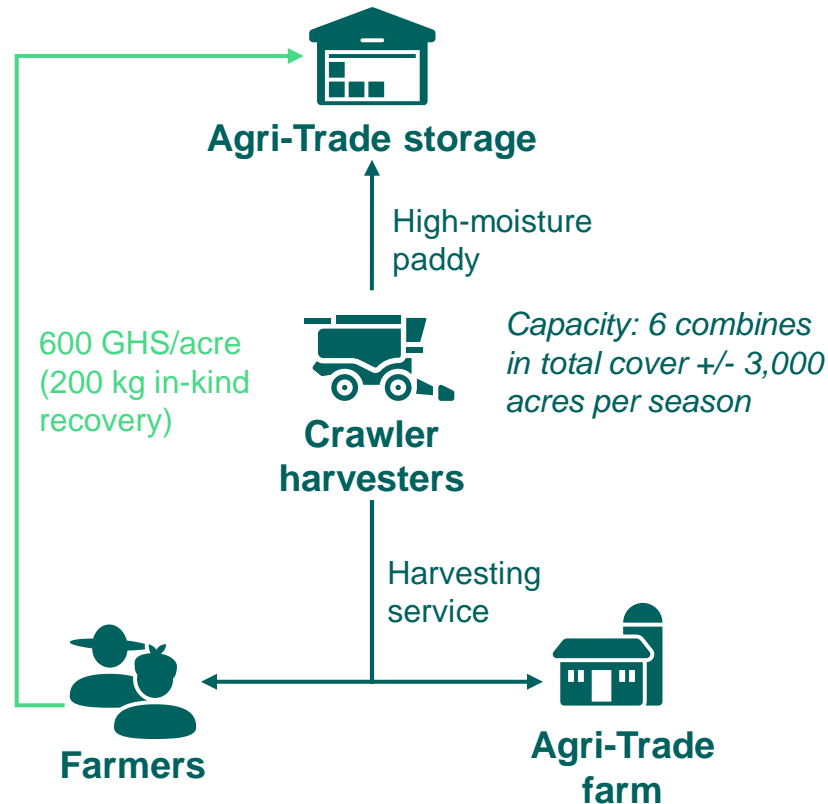 Agri-Trade storage
High-moisture
paddy
600 GHS/acre
(200 kg in-kind
recovery)
Capacity: 6 combines
in total cover +/- 3,000
acres per season
Crawler
harvesters
Harvesting
service
Farmers
Agri-Trade
farm